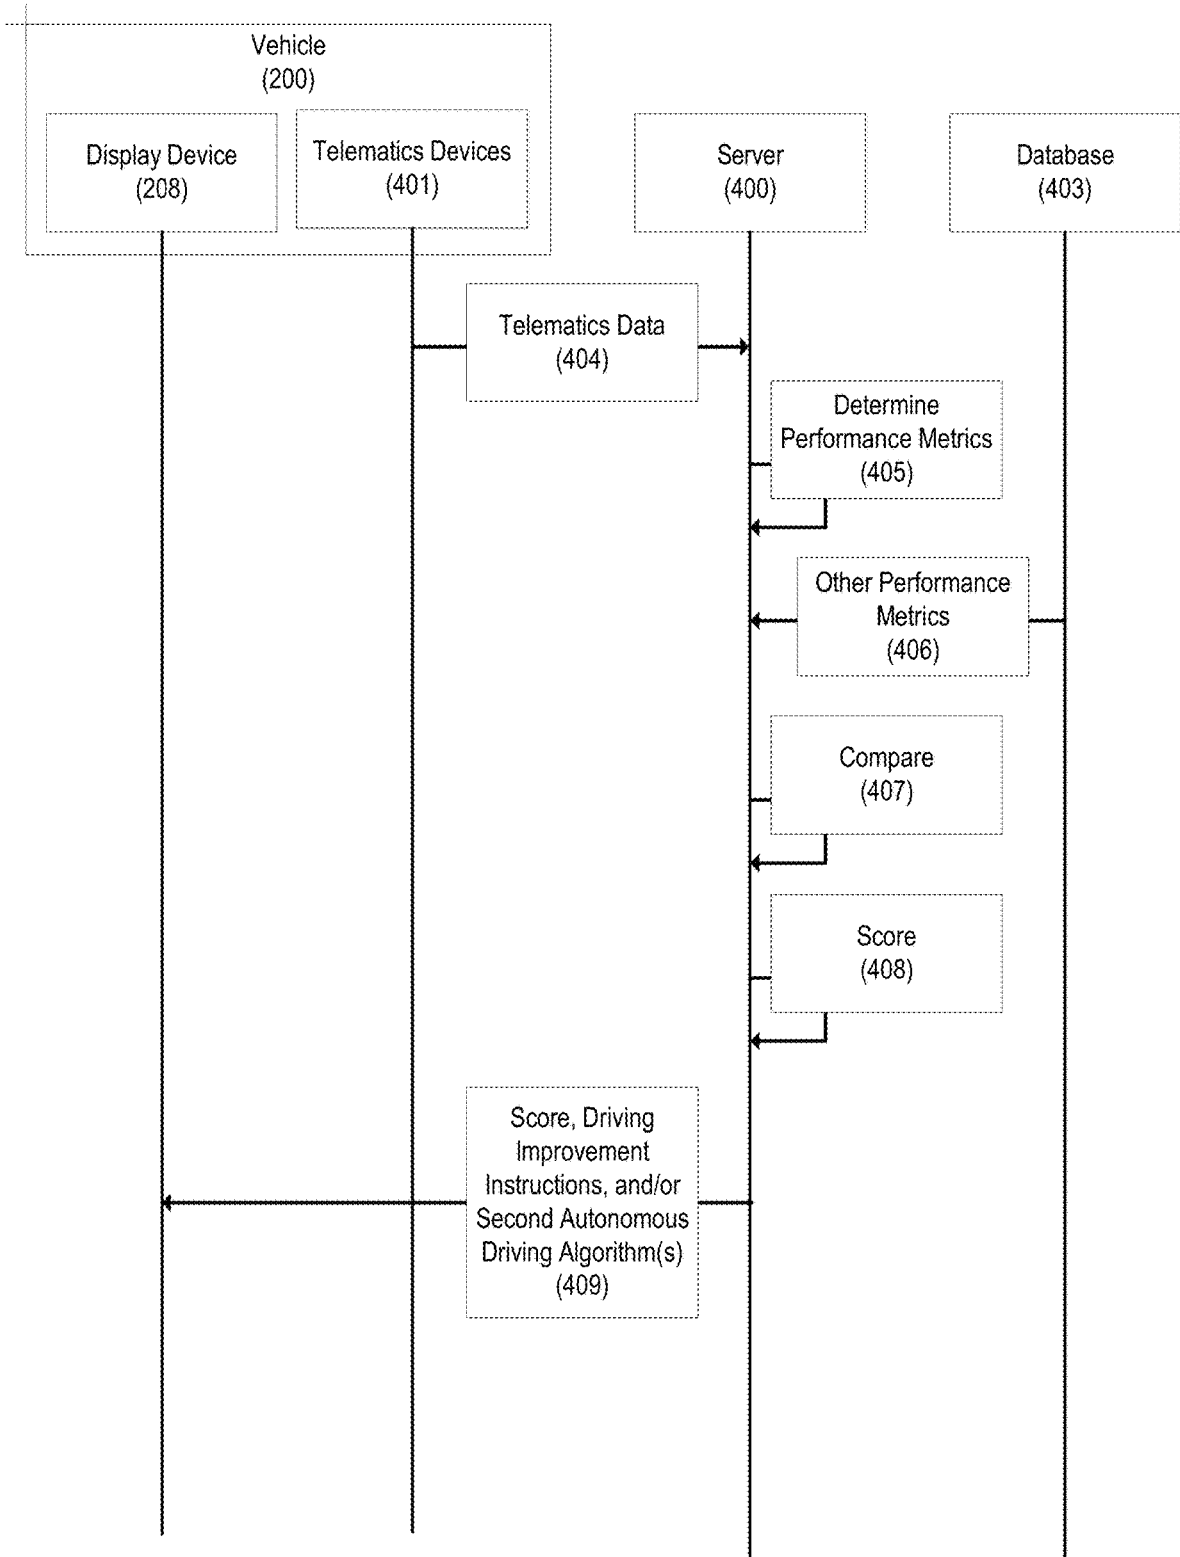 Vehicle
(200)
Display Device
(208)
Telematics Devices
(401)
Server
(400)
Database
(403)
Telematics Data
(404)
Determine
Performance Metrics
(405)
Other Performance
Metrics
(406)
Compare
(407)
Score
(408)
Score, Driving
Improvement
Instructions, and/or
Second Autonomous
Driving Algorithm(s)
(409)